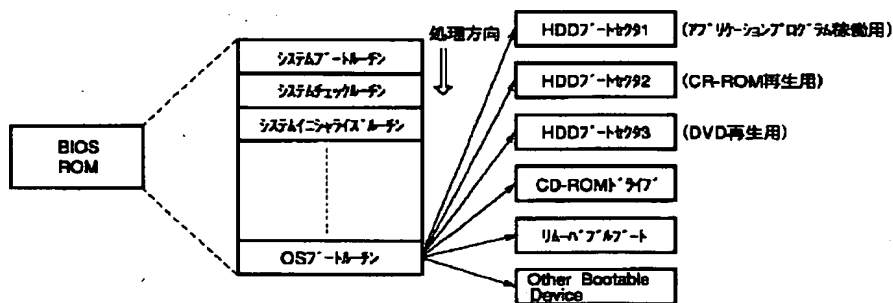 BIOS
ROM
システムブートルーチン
システムチェックルーチン
システムイニシャライズルーチン
OSブートルーチン
処理方向
HDDブートセクタ1 (アプリケーションプログラム稼働用)
HDDブートセクタ2 (CR-ROM再生用)
HDDブートセクタ3 (DVD再生用)
CD-ROMドライブ
リムーバブルブート
Other Bootable
Device